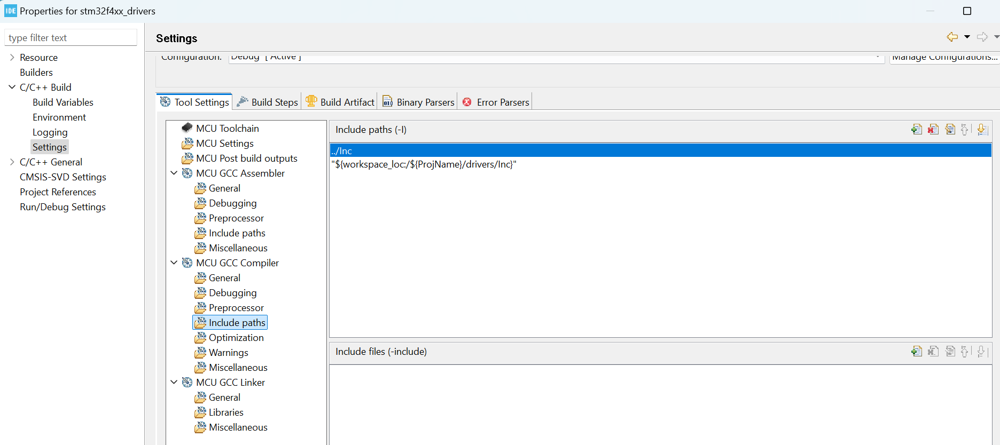 IDE Properties for stm32f4xx_drivers
type filter text
Resource
Builders
C/C++ Build
Build Variables
Environment
Logging
Settings
C/C++ General
CMSIS-SVD Settings
Project References
Run/Debug Settings
Settings
Configuration: Debug [ Active ] Manage Configurations...
Tool Settings Build Steps Build Artifact Binary Parsers Error Parsers
MCU Toolchain
MCU Settings
MCU Post build outputs
MCU GCC Assembler
General
Debugging
Preprocessor
Include paths
Miscellaneous
MCU GCC Compiler
General
Debugging
Preprocessor
Include paths
Optimization
Warnings
Miscellaneous
MCU GCC Linker
General
Libraries
Miscellaneous
Include paths (-I)
../Inc
"${workspace_loc:/${ProjName}/drivers/Inc}"
Include files (-include)